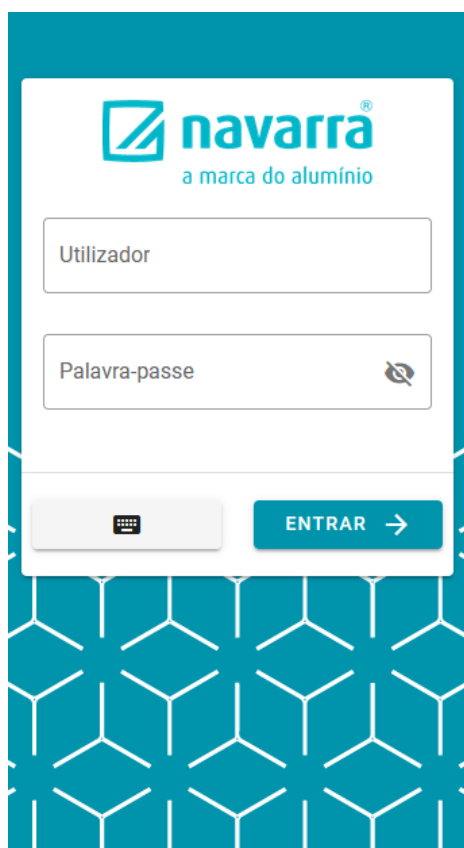 navarra®
a marca do alumínio
Utilizador
Palavra-passe
ENTRAR →